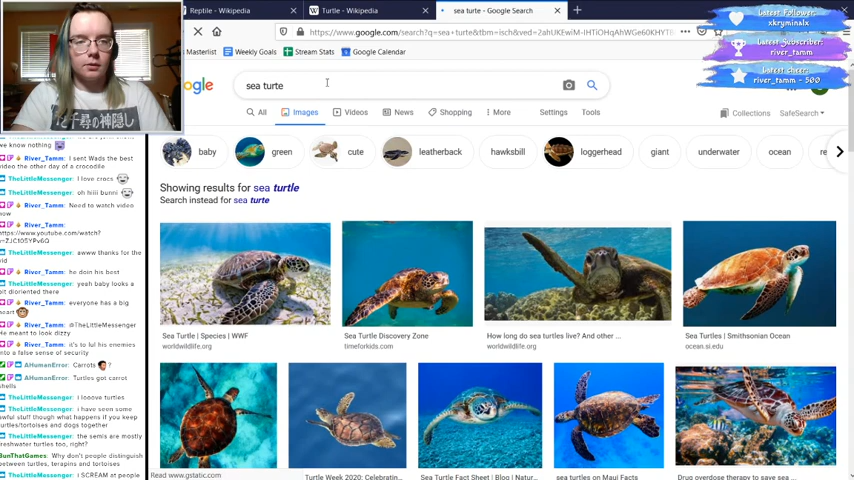 Reptile - Wikipedia
Turtle - Wikipedia
sea turte - Google Search
https://www.google.com/search?q=sea+turte&tbm=isch&ved=
Masterlist
Weekly Goals
Stream Stats
Google Calendar
Latest Follower:
xkryminalx
Latest Subscriber:
river_tamm
Latest cheer:
river_tamm - 500
ogle
sea turte
All
Images
Videos
News
Shopping
More
Settings
Tools
Collections
SafeSearch
baby
green
cute
leatherback
hawksbill
loggerhead
giant
underwater
ocean
Showing results for sea turtle
Search instead for sea turte
Sea Turtle | Species | WWF
worldwildlife.org
Sea Turtle Discovery Zone
timeforkids.com
How long do sea turtles live? And other ...
worldwildlife.org
Sea Turtles | Smithsonian Ocean
ocean.si.edu
Turtle Week 2020: Celebrating...
Sea Turtle Fact Sheet | Blog | Natur...
sea turtles on Maui Facts
Drug overdose therapy to save sea ...
Read www.gstatic.com
know nothing
River_Tamm: I sent Wads the best
video the other day of a crocodile
TheLittleMessenger: I love crocs
TheLittleMessenger: oh hiii bunni
River_Tamm: Need to watch video
now
River_Tamm:
https://www.youtube.com/watch?
TheLittleMessenger: awww thanks for the
vid
River_Tamm: he doin his best
TheLittleMessenger: yeah baby looks a
bit dioriented there
River_Tamm: everyone has a big
heart
River_Tamm: @TheLittleMessenger
He meant to look dizzy
River_Tamm: it's to lul his enemies
into a false sense of security
AHumanError: Carrots ?
AHumanError: Turtles got carrot
shells
TheLittleMessenger: i looove turtles
TheLittleMessenger: i have seen some
awful stuff though what happens if you keep
turtles/tortoises and dogs together
TheLittleMessenger: the semis are mostly
freshwater turtles too, right?
BunThatGames: Why don't people distinguish
between turtles, terapins and tortoises
TheLittleMessenger: i SCREAM at people